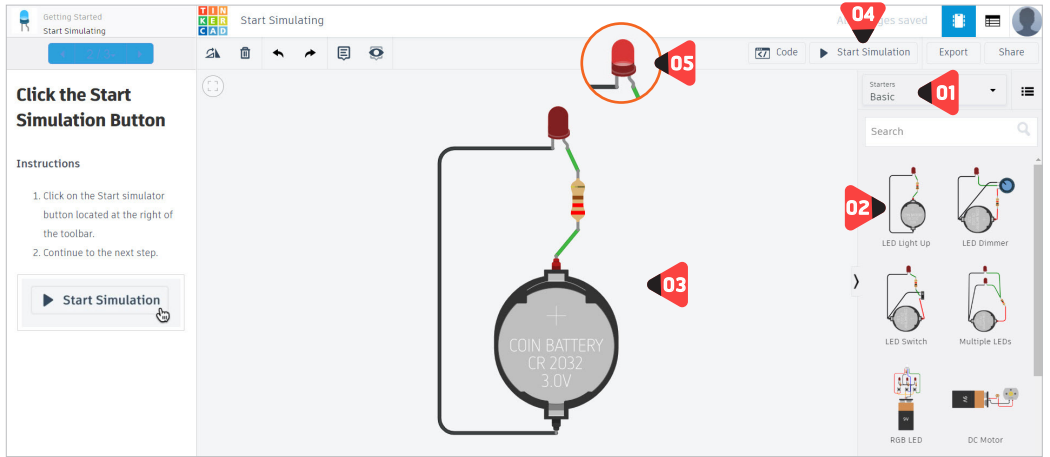 Getting Started
Start Simulating
TIN
KER
CAD
Start Simulating
saved
04
05
Code
Start Simulation
Export
Share
Click the Start
Simulation Button
Instructions
1. Click on the Start simulator
button located at the right of
the toolbar.
2. Continue to the next step.
Start Simulation
COIN BATTERY
CR 2032
3.0V
03
Starters
Basic
01
Search
02
LED Light Up
LED Dimmer
LED Switch
Multiple LEDs
9V
9V
RGB LED
DC Motor